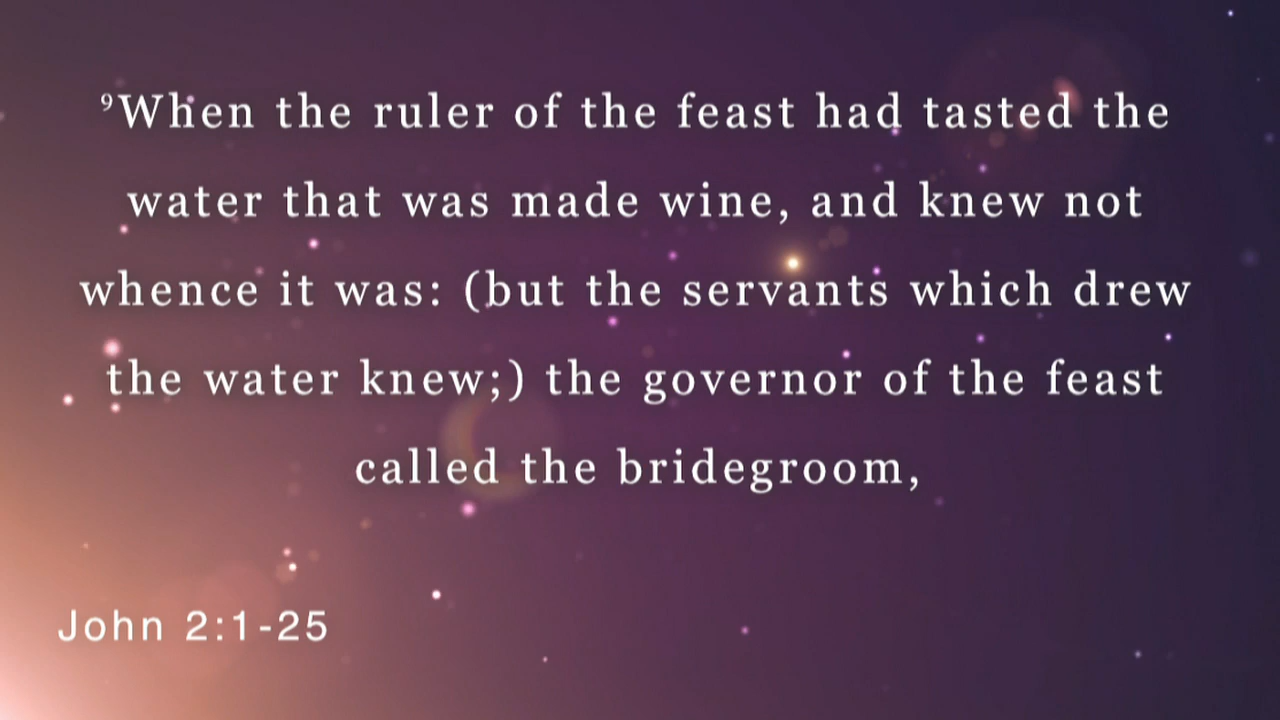 ⁹When the ruler of the feast had tasted the
water that was made wine, and knew not
whence it was: (but the servants which drew
the water knew;) the governor of the feast
called the bridegroom,
John 2:1-25